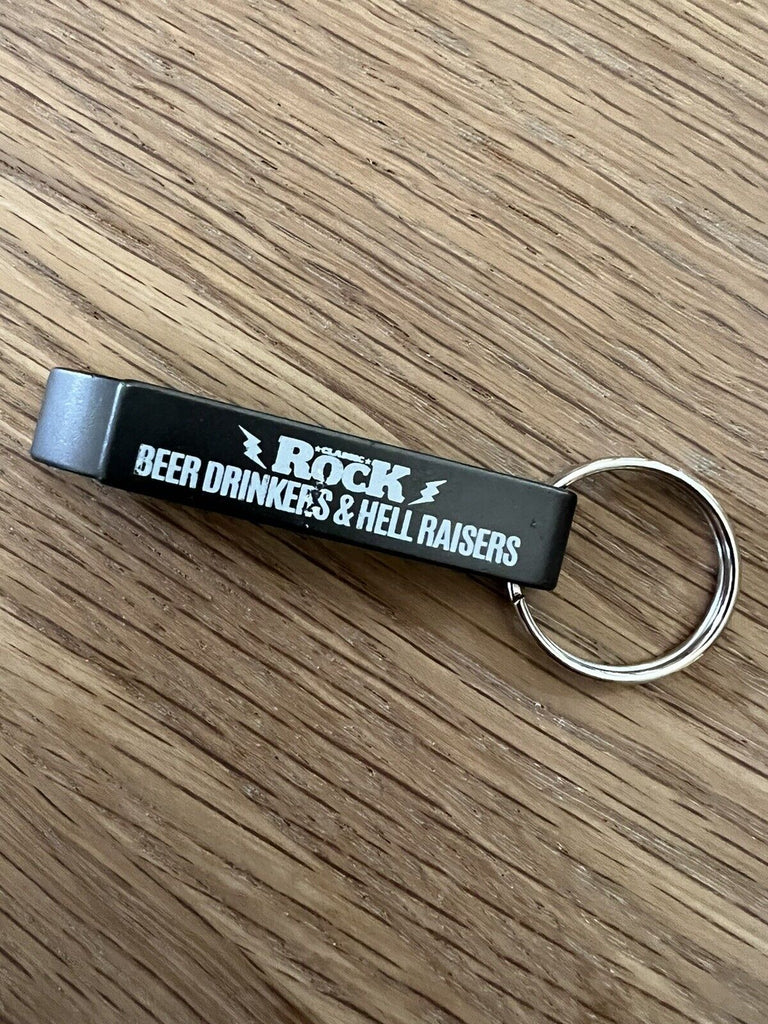 CLASSIC
ROCK
BEER DRINKERS & HELL RAISERS